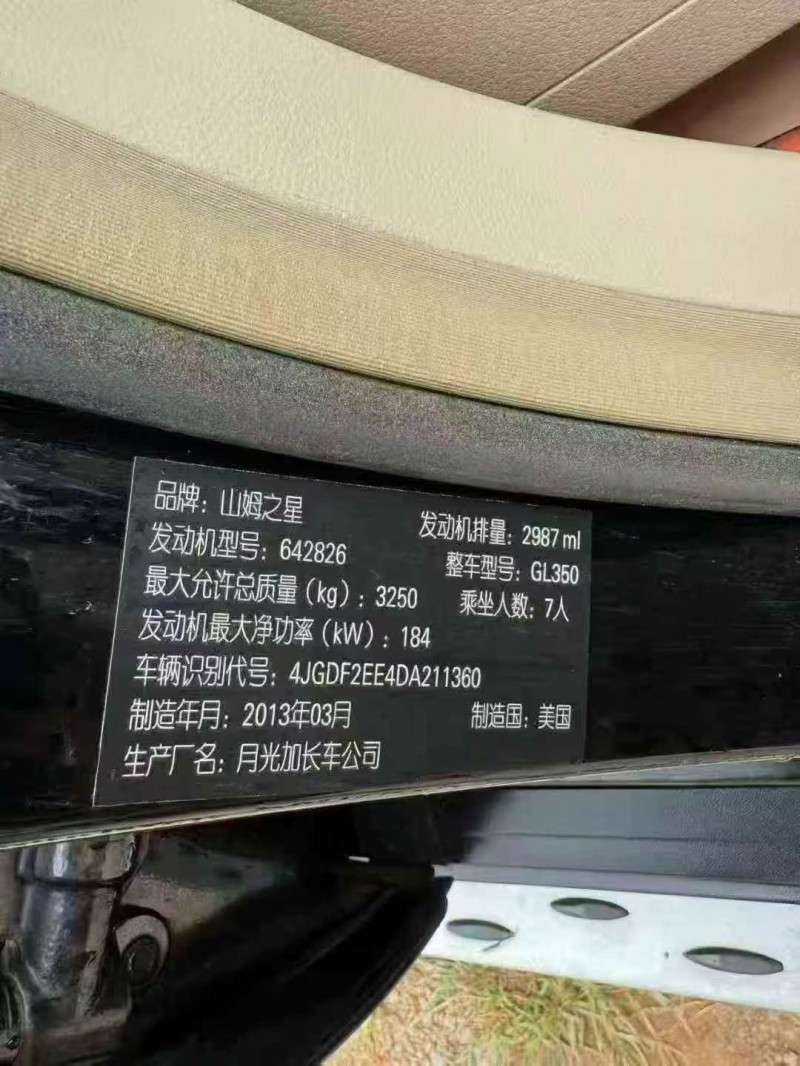 品牌：山姆之星
发动机排量：2987 ml
发动机型号：642826
整车型号：GL350
最大允许总质量（kg）：3250
乘坐人数：7人
发动机最大净功率（kW）：184
车辆识别代号：4JGDF2EE4DA211360
制造年月：2013年03月
制造国：美国
生产厂名：月光加长车公司